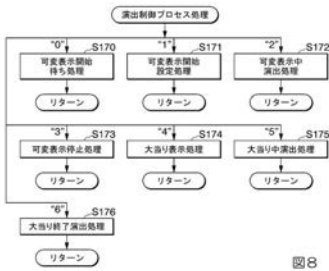 演出制御プロセス処理
"0" S170
可変表示開始
待ち処理
リターン
"1" S171
可変表示開始
設定処理
リターン
"2" S172
可変表示中
演出処理
リターン
"3" S173
可変表示停止処理
リターン
"4" S174
大当り表示処理
リターン
"5" S175
大当り中演出処理
リターン
"6" S176
大当り終了演出処理
リターン
図8